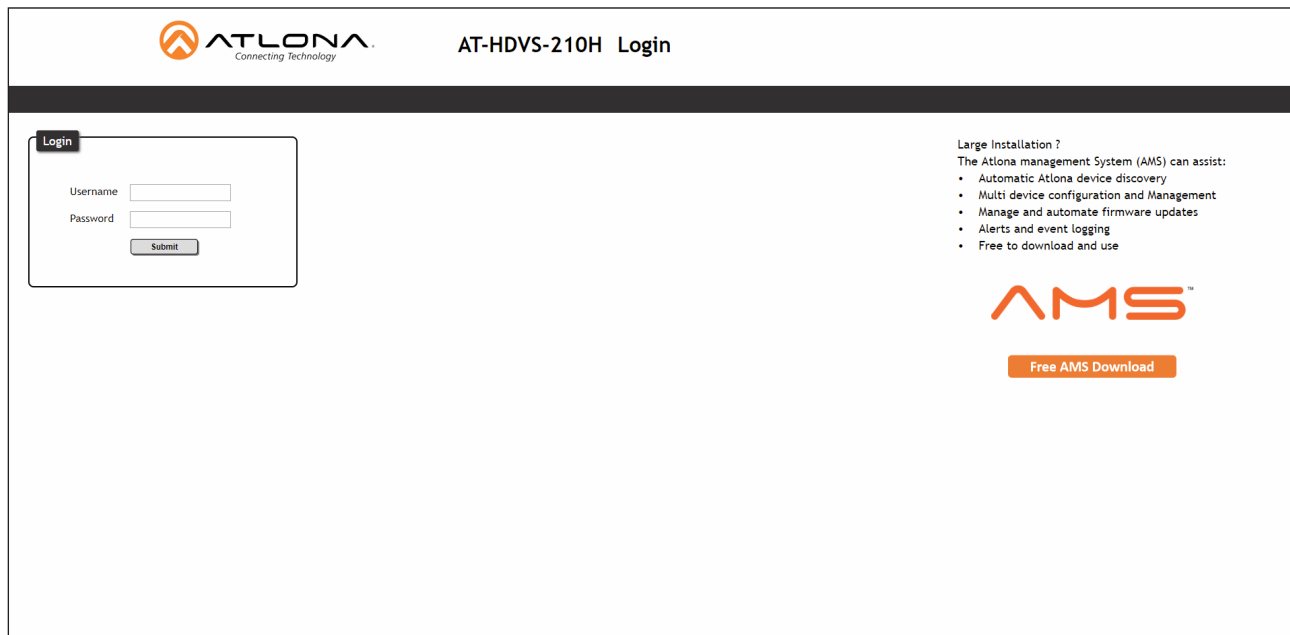 ATLONA.
Connecting Technology
AT-HDVS-210H Login
Login
Username
Password
Submit
Large Installation ?
The Atlona management System (AMS) can assist:
• Automatic Atlona device discovery
• Multi device configuration and Management
• Manage and automate firmware updates
• Alerts and event logging
• Free to download and use
AMS™
Free AMS Download